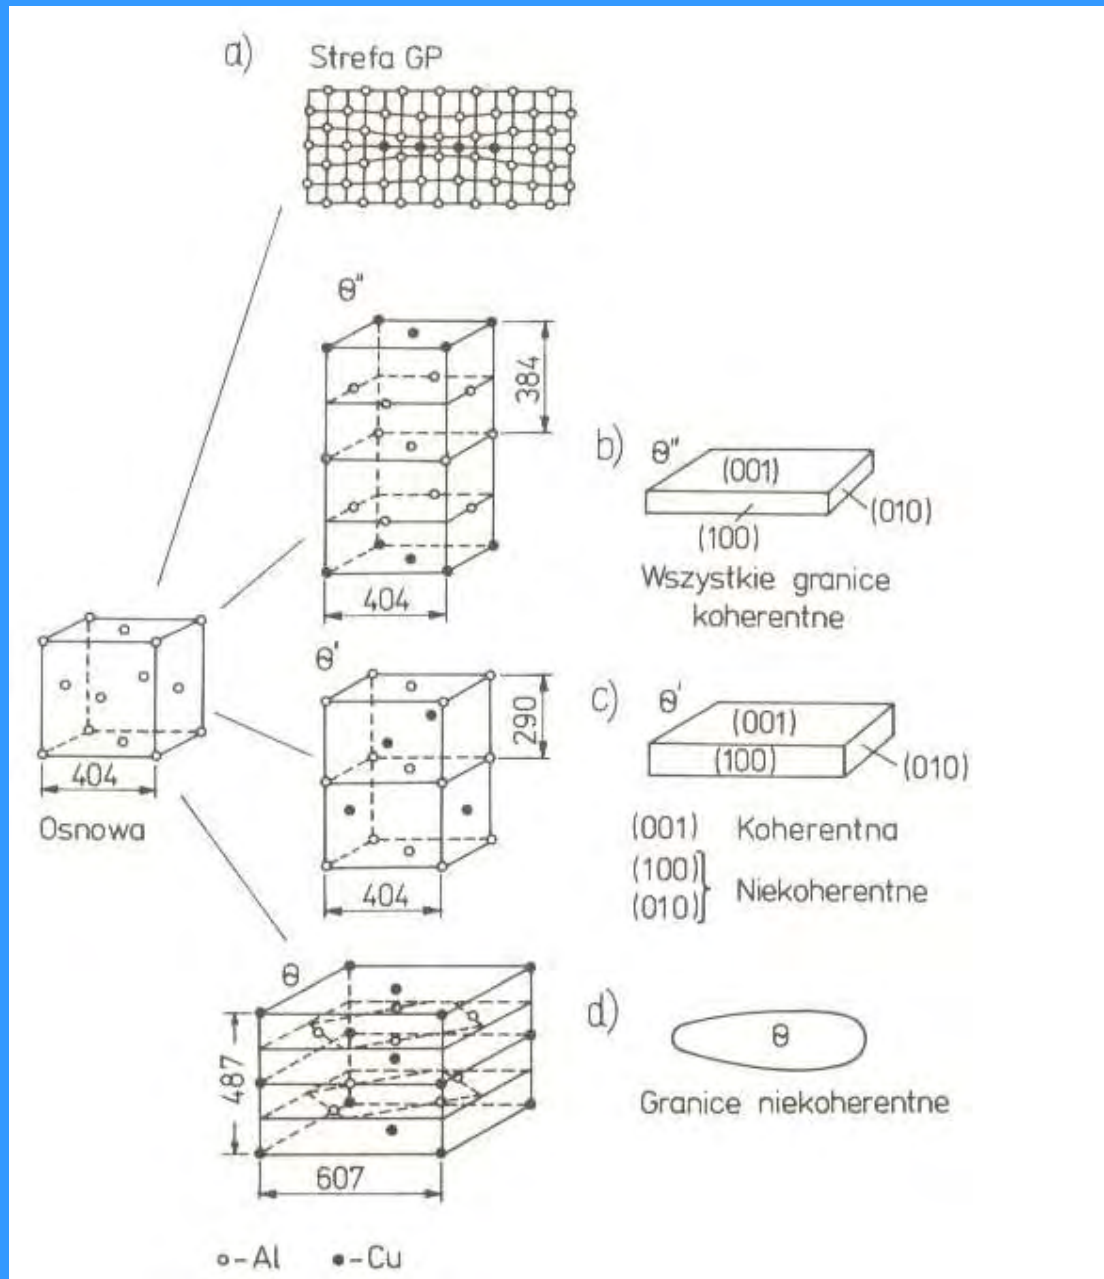 a) Strefa GP
Θ"
384
404
b) Θ"
(001)
(010)
(100)
Wszystkie granice
koherentne
404
Osnowa
Θ'
290
404
c) Θ'
(001)
(100)
(010)
(001) Koherentna
(100)
(010) } Niekoherentne
Θ
487
607
d) Θ
Granice niekoherentne
o-Al •-Cu